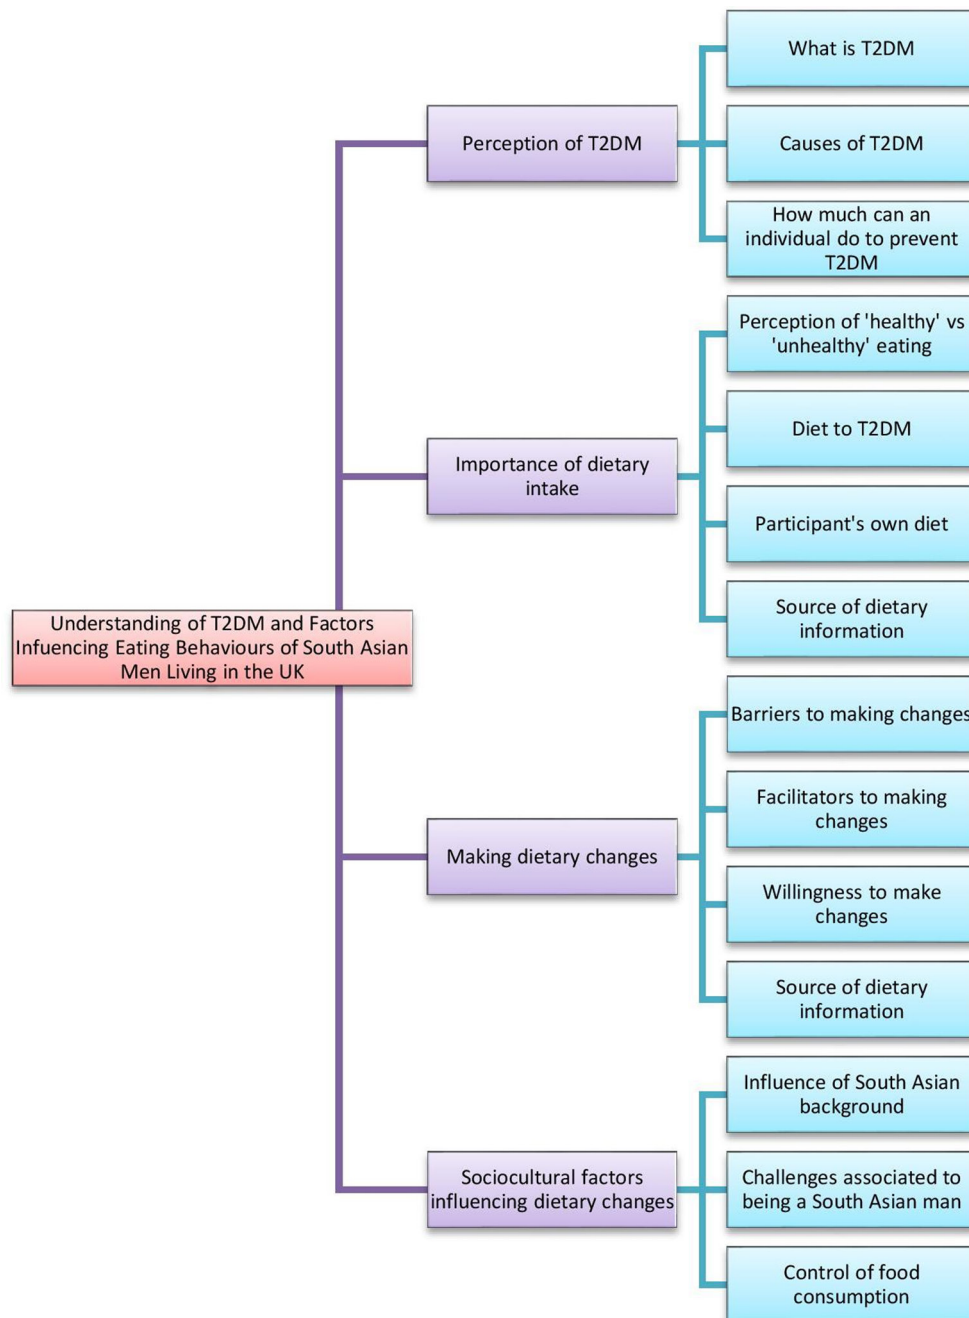 What is T2DM
Perception of T2DM
Causes of T2DM
How much can an
individual do to prevent
T2DM
Perception of 'healthy' vs
'unhealthy' eating
Diet to T2DM
Importance of dietary
intake
Participant's own diet
Source of dietary
information
Understanding of T2DM and Factors
Infuencing Eating Behaviours of South Asian
Men Living in the UK
Barriers to making changes
Facilitators to making
changes
Making dietary changes
Willingness to make
changes
Source of dietary
information
Influence of South Asian
background
Sociocultural factors
influencing dietary changes
Challenges associated to
being a South Asian man
Control of food
consumption